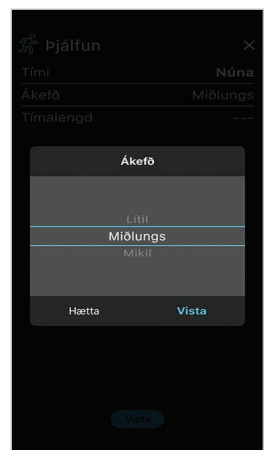 Þjálfun
Tími Núna
Ákefð Miðlungs
Tímalengd ---
Ákefð
Lítil
Miðlungs
Mikil
Hætta Vista
Vista